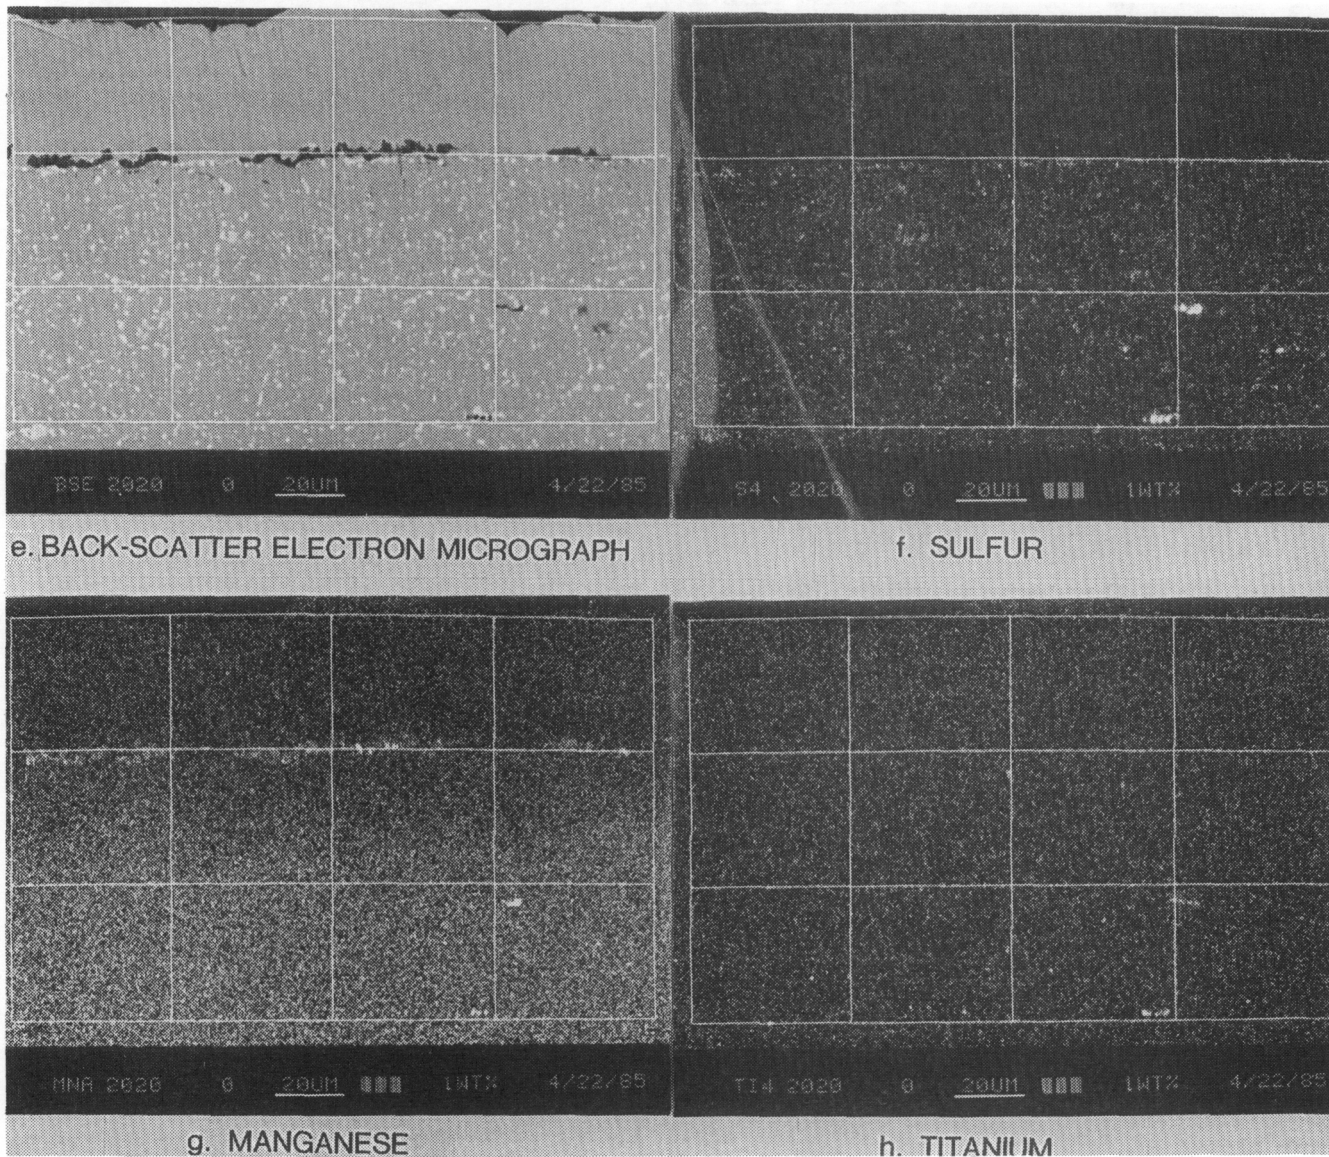 BSE 2020 0 20UM 4/22/85
S4 2020 0 20UM 1WT% 4/22/85
e. BACK-SCATTER ELECTRON MICROGRAPH
f. SULFUR
MNA 2020 0 20UM 1WT% 4/22/85
TI4 2020 0 20UM 1WT% 4/22/85
g. MANGANESE
h. TITANIUM